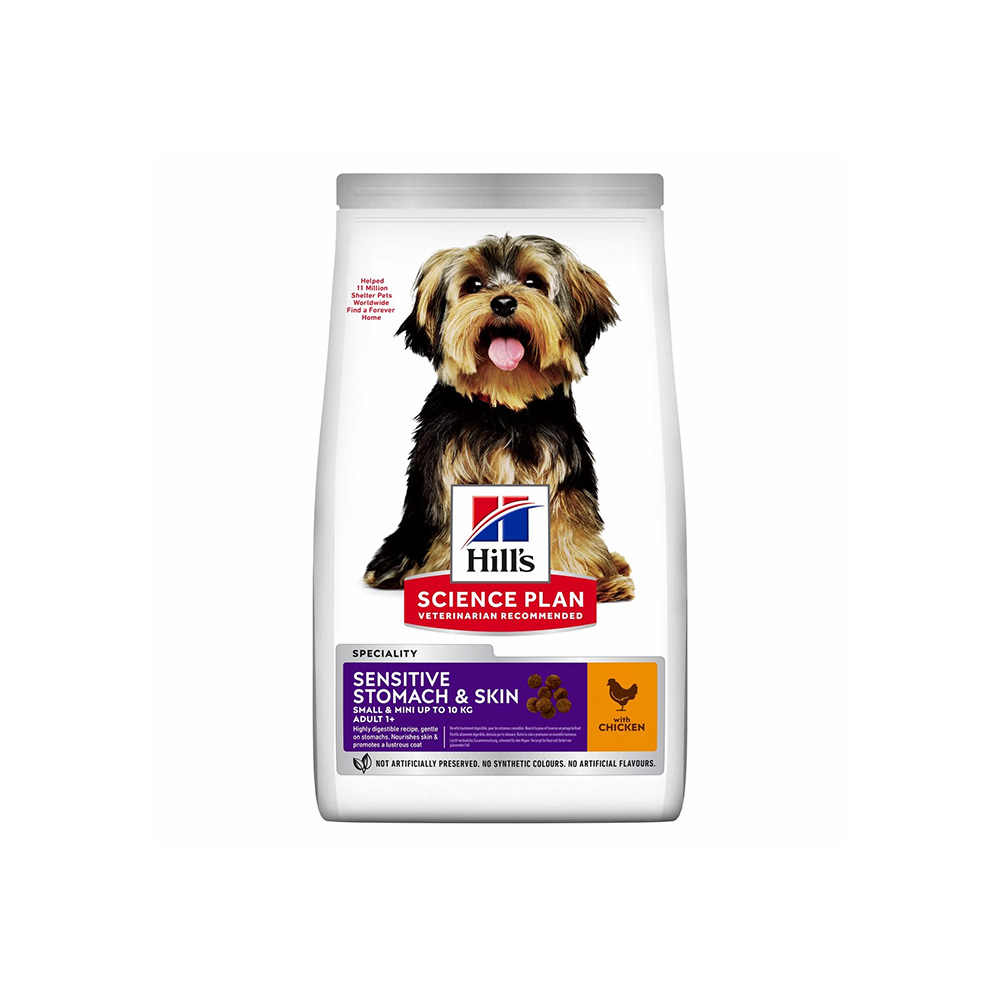 Helped
11 Million
Shelter Pets
Worldwide
Find a Forever
Home
Hill's
SCIENCE PLAN
VETERINARIAN RECOMMENDED
SPECIALITY
SENSITIVE
STOMACH & SKIN
SMALL & MINI UP TO 10 KG
ADULT 1+
Highly digestible recipe, gentle
on stomachs. Nourishes skin &
promotes a lustrous coat
with
CHICKEN
NOT ARTIFICIALLY PRESERVED. NO SYNTHETIC COLOURS. NO ARTIFICIAL FLAVOURS.